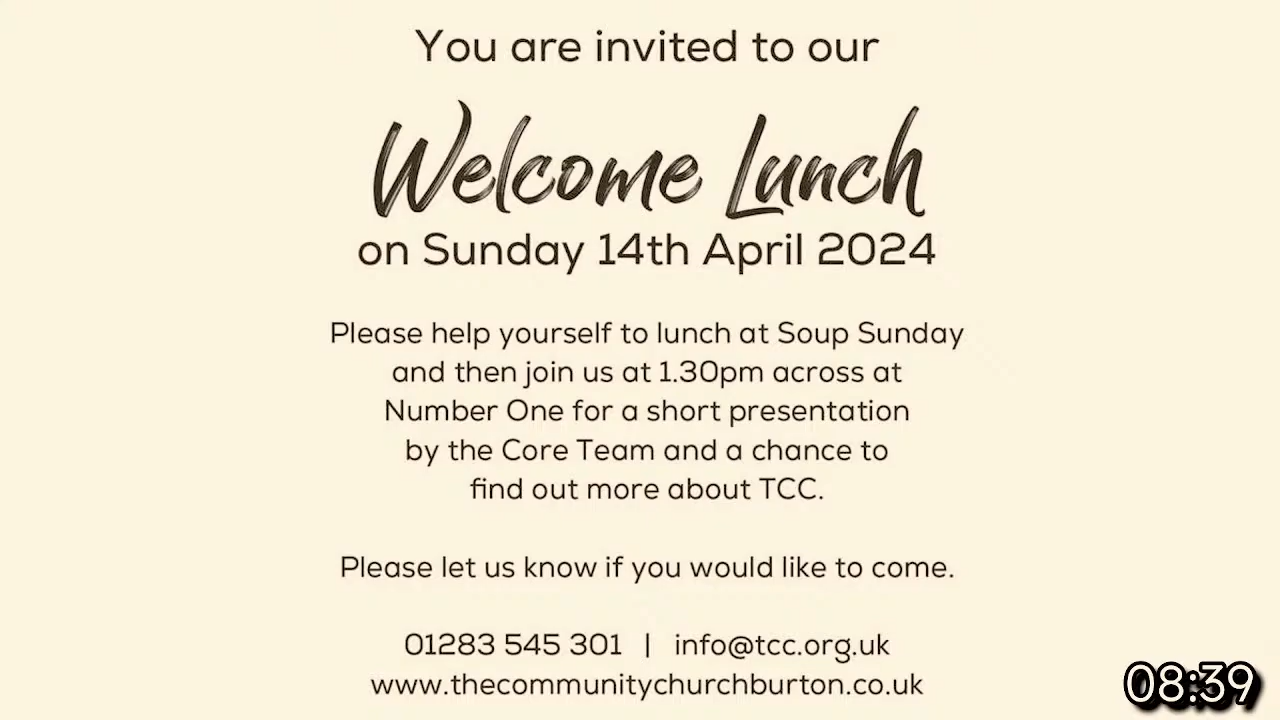 You are invited to our
Welcome Lunch
on Sunday 14th April 2024
Please help yourself to lunch at Soup Sunday
and then join us at 1.30pm across at
Number One for a short presentation
by the Core Team and a chance to
find out more about TCC.
Please let us know if you would like to come.
01283 545 301 | info@tcc.org.uk
www.thecommunitychurchburton.co.uk
08:39